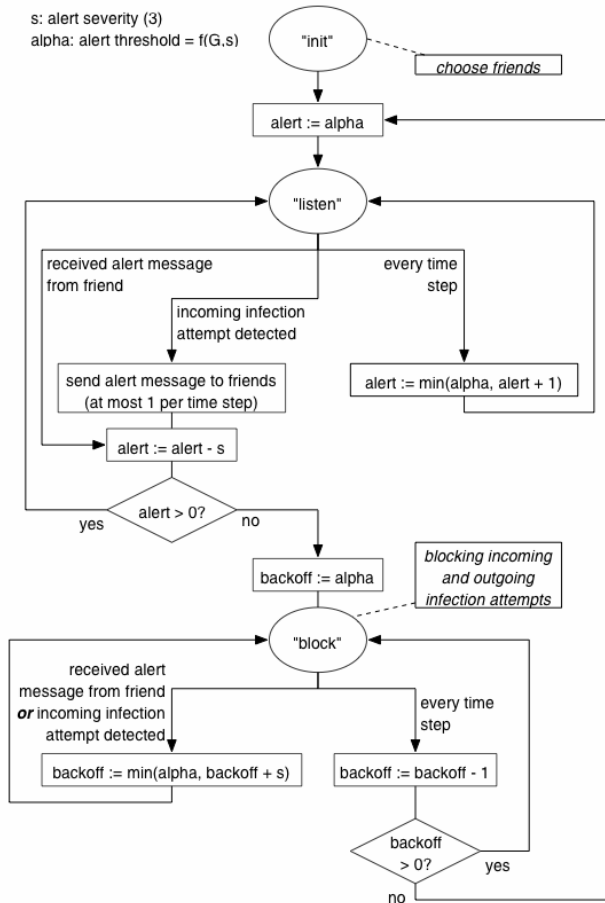 s: alert severity (3)
alpha: alert threshold = f(G,s)
"init"
choose friends
alert := alpha
"listen"
received alert message
from friend
every time
step
incoming infection
attempt detected
send alert message to friends
(at most 1 per time step)
alert := min(alpha, alert + 1)
alert := alert - s
alert > 0?
yes
no
backoff := alpha
blocking incoming
and outgoing
infection attempts
"block"
received alert
message from friend
or incoming infection
attempt detected
every time
step
backoff := min(alpha, backoff + s)
backoff := backoff - 1
backoff
> 0?
yes
no